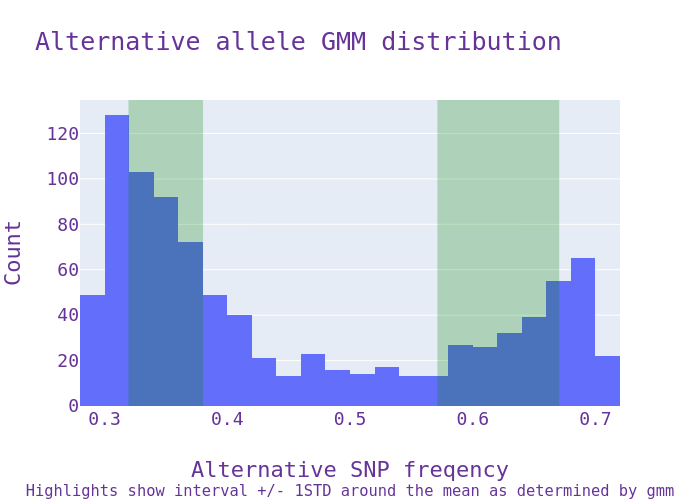 Alternative allele GMM distribution
120
100
80
60
40
20
0
Count
0.3 0.4 0.5 0.6 0.7
Alternative SNP freqency
Highlights show interval +/- 1STD around the mean as determined by gmm